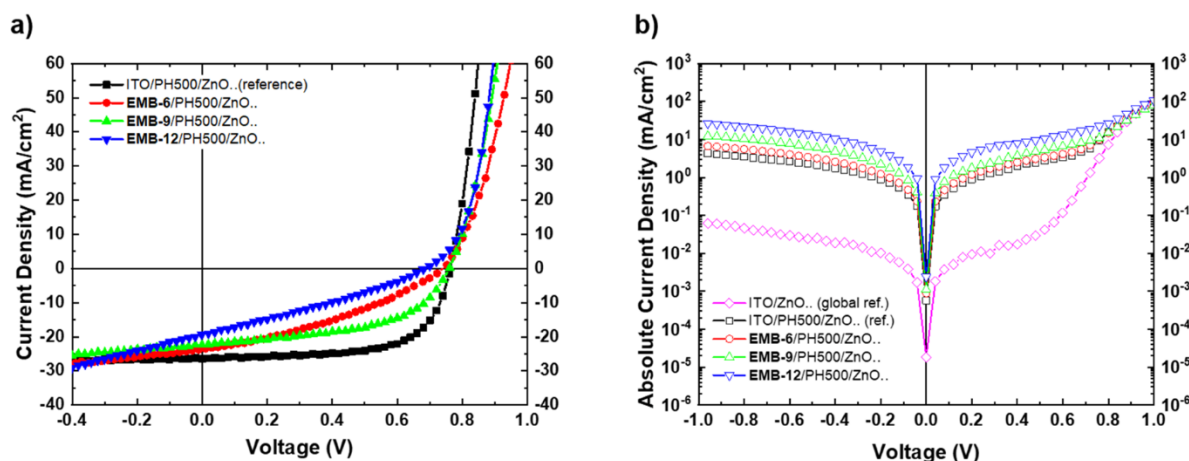 a)
60
50
40
30
20
10
0
-10
-20
-30
-40
Current Density (mA/cm²)
ITO/PH500/ZnO.. (reference)
EMB-6/PH500/ZnO..
EMB-9/PH500/ZnO..
EMB-12/PH500/ZnO..
60
50
40
30
20
10
0
-10
-20
-30
-40
-0.4 -0.2 0.0 0.2 0.4 0.6 0.8 1.0
Voltage (V)
b)
10³
10²
10¹
10⁰
10⁻¹
10⁻²
10⁻³
10⁻⁴
10⁻⁵
10⁻⁶
Absolute Current Density (mA/cm²)
ITO/ZnO.. (global ref.)
ITO/PH500/ZnO.. (ref.)
EMB-6/PH500/ZnO..
EMB-9/PH500/ZnO..
EMB-12/PH500/ZnO..
10³
10²
10¹
10⁰
10⁻¹
10⁻²
10⁻³
10⁻⁴
10⁻⁵
10⁻⁶
-1.0 -0.8 -0.6 -0.4 -0.2 0.0 0.2 0.4 0.6 0.8 1.0
Voltage (V)